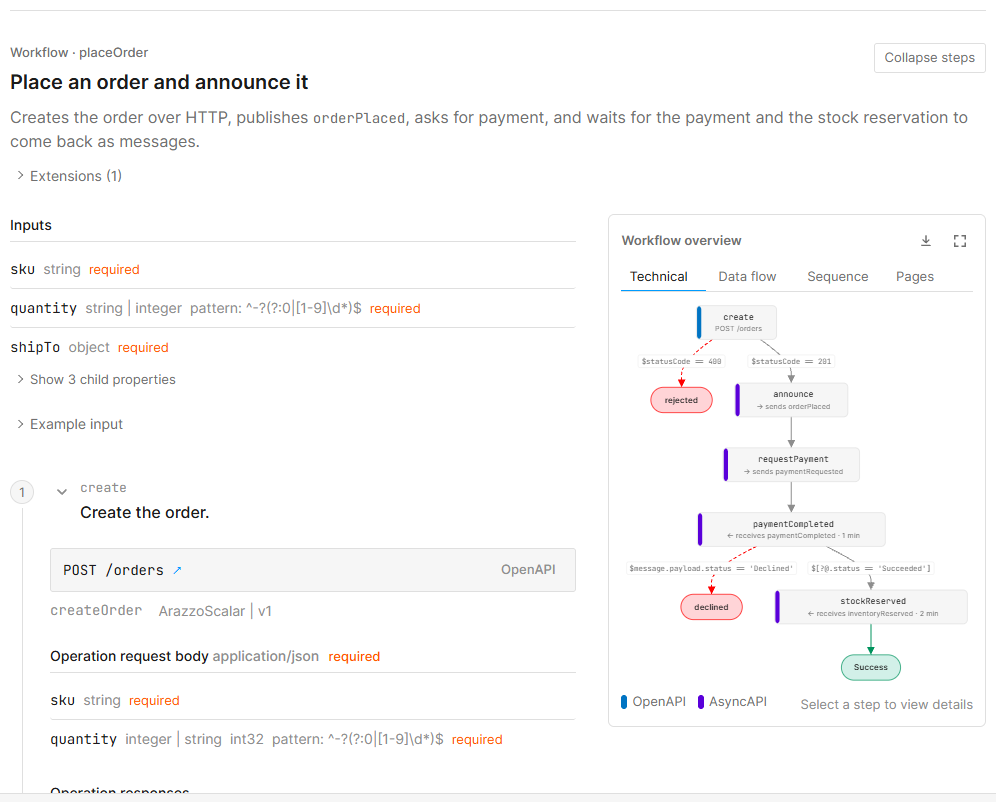 Workflow · placeOrder
Collapse steps
Place an order and announce it
Creates the order over HTTP, publishes orderPlaced, asks for payment, and waits for the payment and the stock reservation to
come back as messages.
Extensions (1)
Inputs
sku string required
quantity string | integer pattern: ^-?(?:0|[1-9]\d*)$ required
shipTo object required
Show 3 child properties
Example input
1
create
Create the order.
POST /orders ↗ OpenAPI
createOrder ArazzoScalar | v1
Operation request body application/json required
sku string required
quantity integer | string int32 pattern: ^-?(?:0|[1-9]\d*)$ required
Operation responses
Workflow overview
Technical Data flow Sequence Pages
create
POST /orders
$statusCode == 400 $statusCode == 201
rejected
announce
→ sends orderPlaced
requestPayment
→ sends paymentRequested
paymentCompleted
← receives paymentCompleted · 1 min
$message.payload.status == 'Declined' $[?@.status == 'Succeeded']
declined
stockReserved
← receives inventoryReserved · 2 min
Success
OpenAPI AsyncAPI Select a step to view details